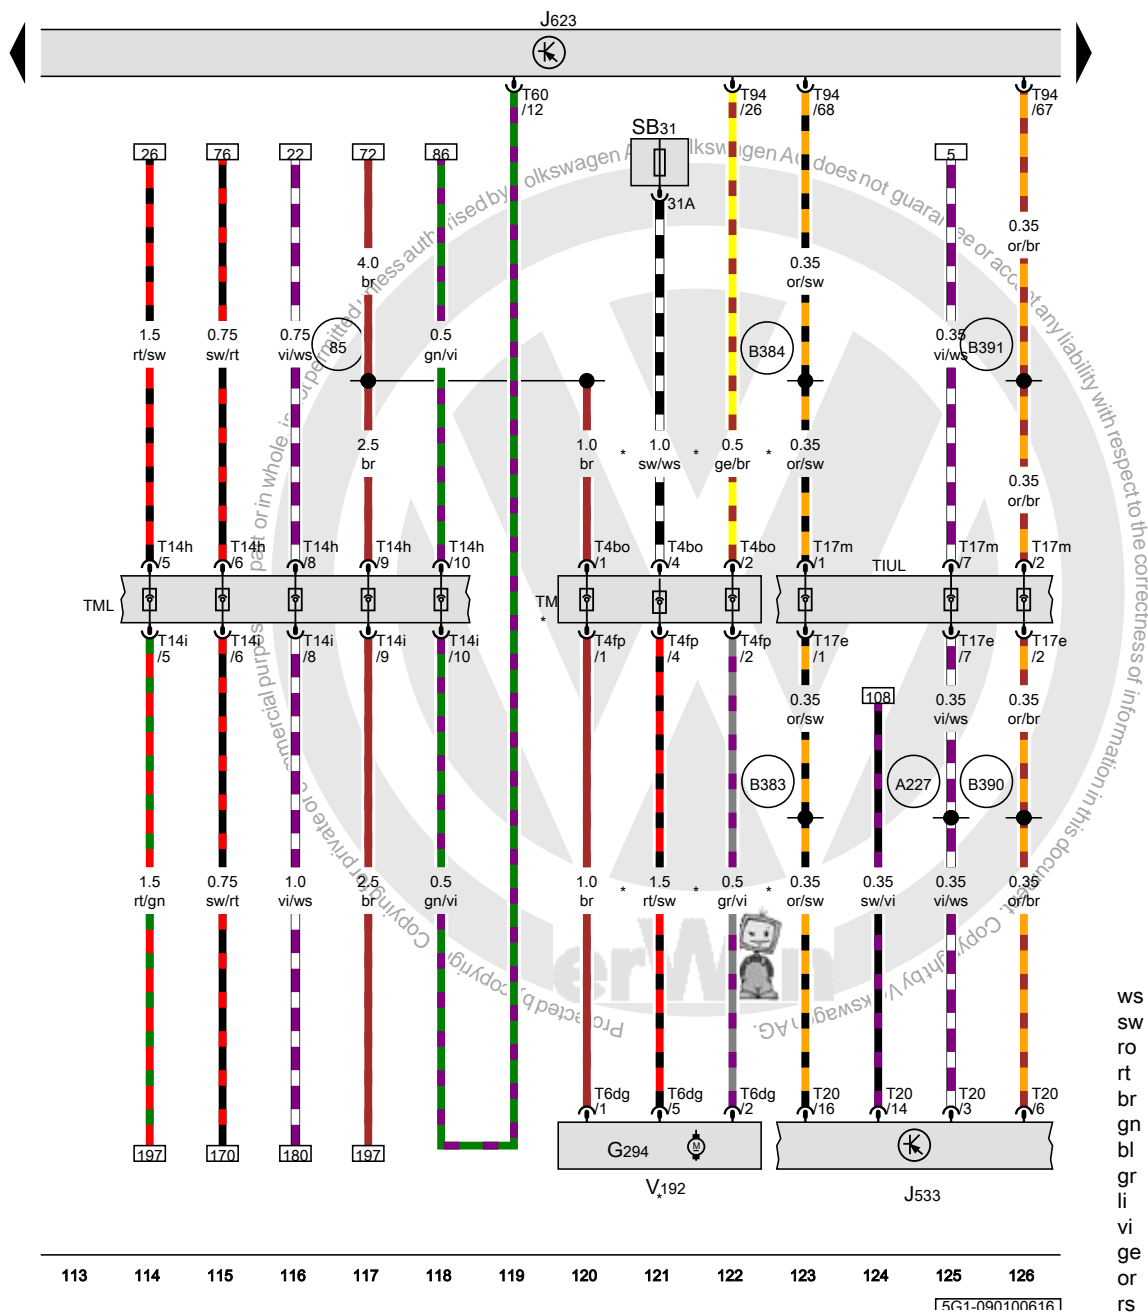 J623
T60 /12
T94 /26
T94 /68
T94 /67
SB31
31A
26 76 22 72 86 5
4.0 br
0.35 or/sw
0.35 or/br
1.5 rt/sw
0.75 sw/rt
0.75 vi/ws
85
0.5 gn/vi
B384
0.35 vi/ws
B391
2.5 br
1.0 br
*
1.0 sw/ws
*
0.5 ge/br
*
0.35 or/sw
0.35 or/br
T14h /5
T14h /6
T14h /8
T14h /9
T14h /10
T4bo /1
T4bo /4
T4bo /2
T17m /1
T17m /7
T17m /2
TML
TM
*
TIUL
T14i /5
T14i /6
T14i /8
T14i /9
T14i /10
T4fp /1
T4fp /4
T4fp /2
T17e /1
T17e /7
T17e /2
108
0.35 or/sw
0.35 vi/ws
0.35 or/br
B383
A227
B390
1.5 rt/gn
0.75 sw/rt
1.0 vi/ws
2.5 br
0.5 gn/vi
1.0 br
*
1.5 rt/sw
*
0.5 gr/vi
*
0.35 or/sw
0.35 sw/vi
0.35 vi/ws
0.35 or/br
T6dg /1
T6dg /5
T6dg /2
T20 /16
T20 /14
T20 /3
T20 /6
197 170 180 197
G294
M
V192
*
J533
113 114 115 116 117 118 119 120 121 122 123 124 125 126
5G1-090100616
ws
sw
ro
rt
br
gn
bl
gr
li
vi
ge
or
rs
erWin